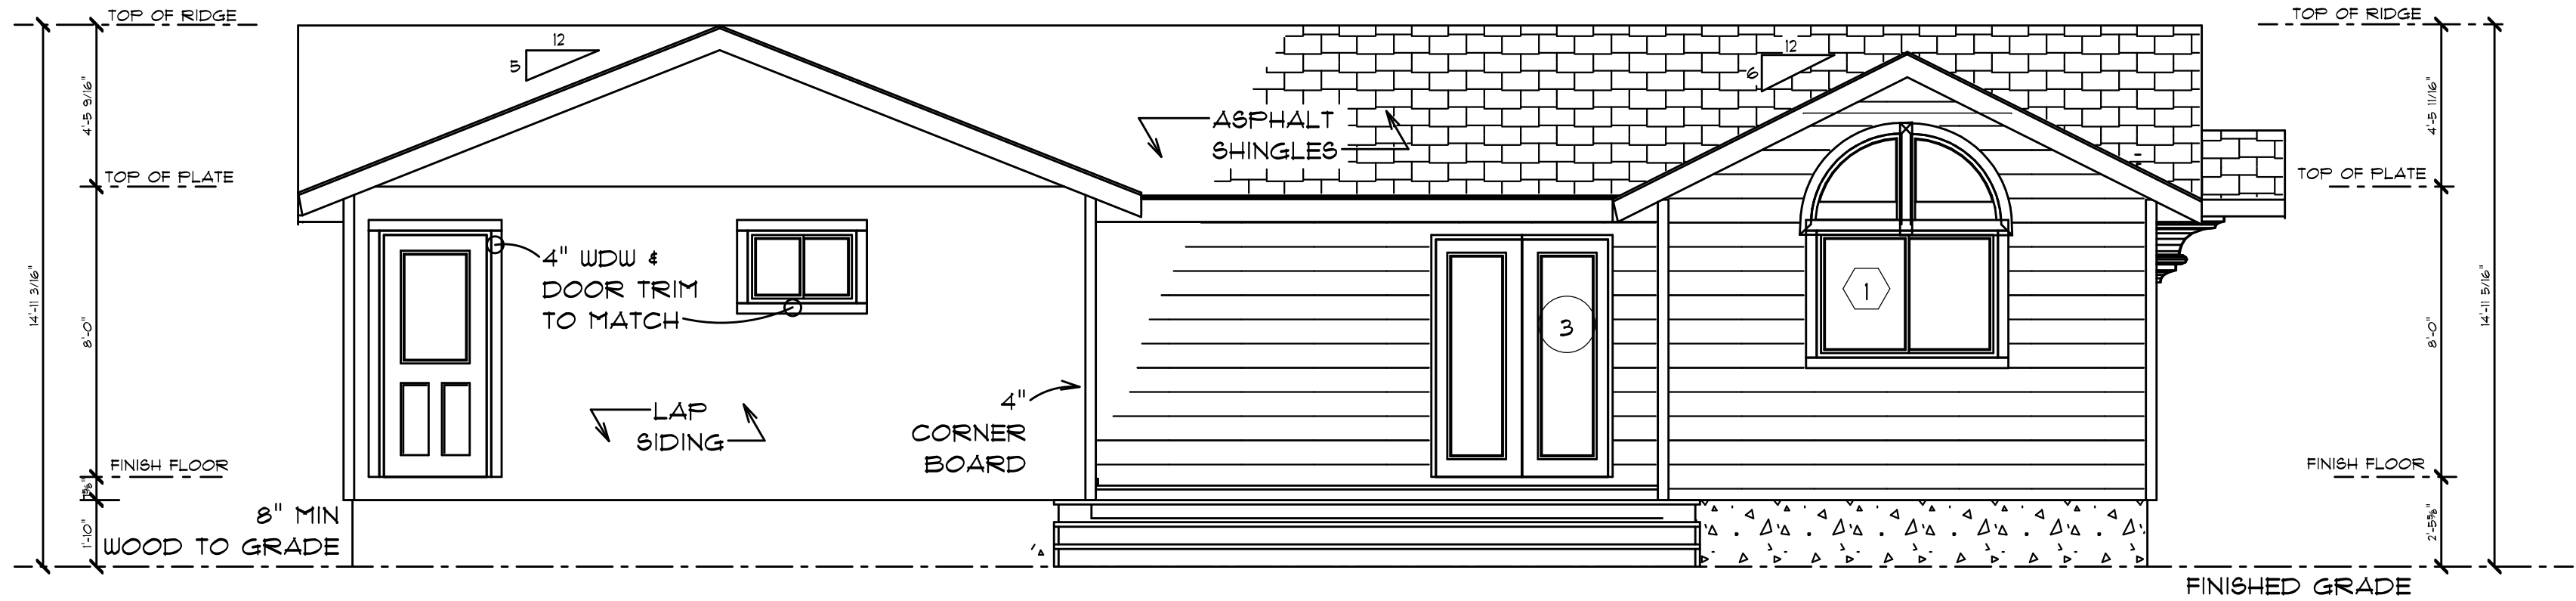 TOP OF RIDGE
TOP OF RIDGE
12
5
12
6
4'-5 9/16"
4'-5 11/16"
ASPHALT
SHINGLES
TOP OF PLATE
TOP OF PLATE
4" WDW &
DOOR TRIM
TO MATCH
14'-11 3/16"
8'-0"
1
3
8'-0"
14'-11 5/16"
4"
CORNER
BOARD
LAP
SIDING
FINISH FLOOR
FINISH FLOOR
8" MIN
WOOD TO GRADE
1'-10"
2'-5⅝"
FINISHED GRADE